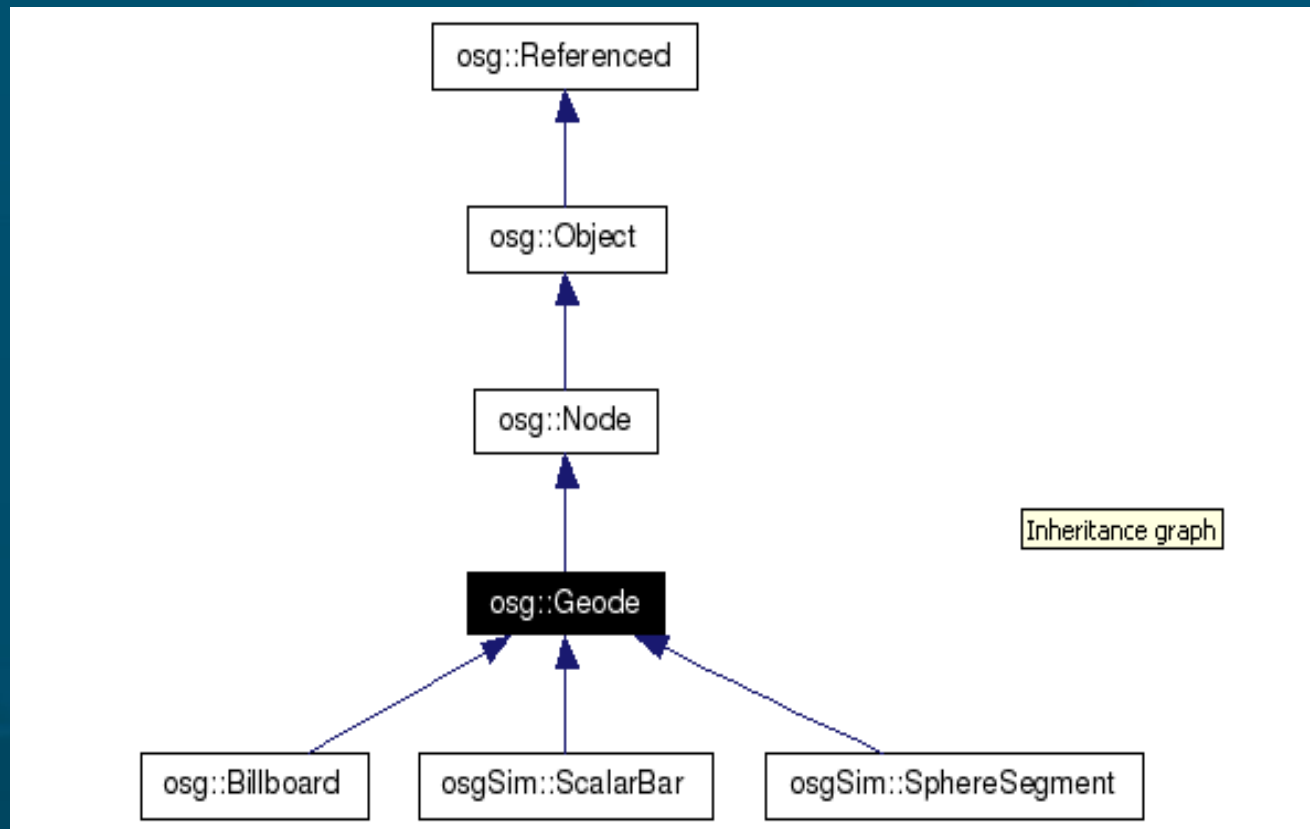 osg::Referenced
osg::Object
osg::Node
Inheritance graph
osg::Geode
osg::Billboard
osgSim::ScalarBar
osgSim::SphereSegment